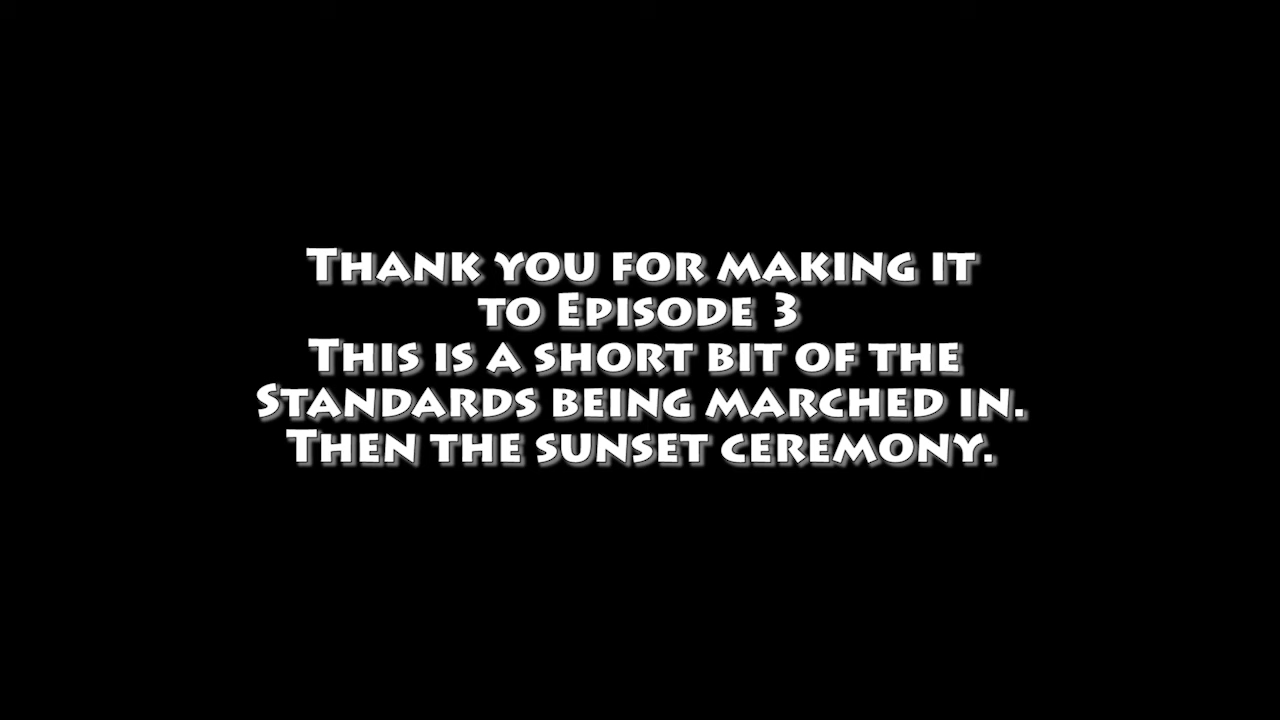 Thank you for making it
to Episode 3
This is a short bit of the
Standards being marched in.
Then the sunset ceremony.